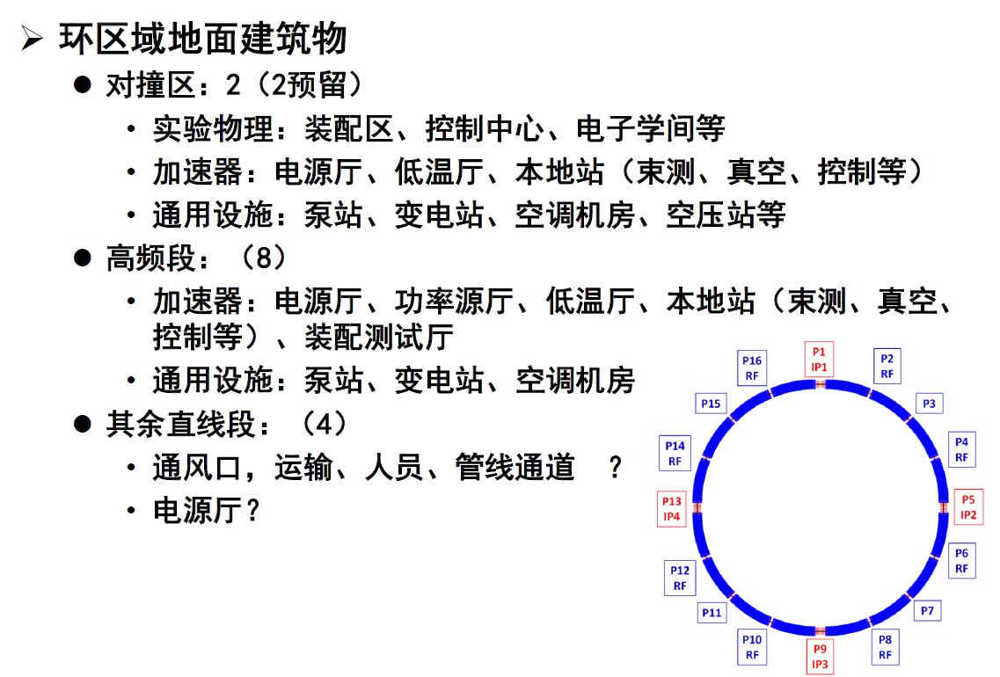 ➢ 环区域地面建筑物
● 对撞区：2（2预留）
• 实验物理：装配区、控制中心、电子学间等
• 加速器：电源厅、低温厅、本地站（束测、真空、控制等）
• 通用设施：泵站、变电站、空调机房、空压站等
● 高频段：（8）
• 加速器：电源厅、功率源厅、低温厅、本地站（束测、真空、
控制等）、装配测试厅
• 通用设施：泵站、变电站、空调机房
● 其余直线段：（4）
• 通风口，运输、人员、管线通道 ？
• 电源厅？
P1
IP1
P2
RF
P3
P4
RF
P5
IP2
P6
RF
P7
P8
RF
P9
IP3
P10
RF
P11
P12
RF
P13
IP4
P14
RF
P15
P16
RF